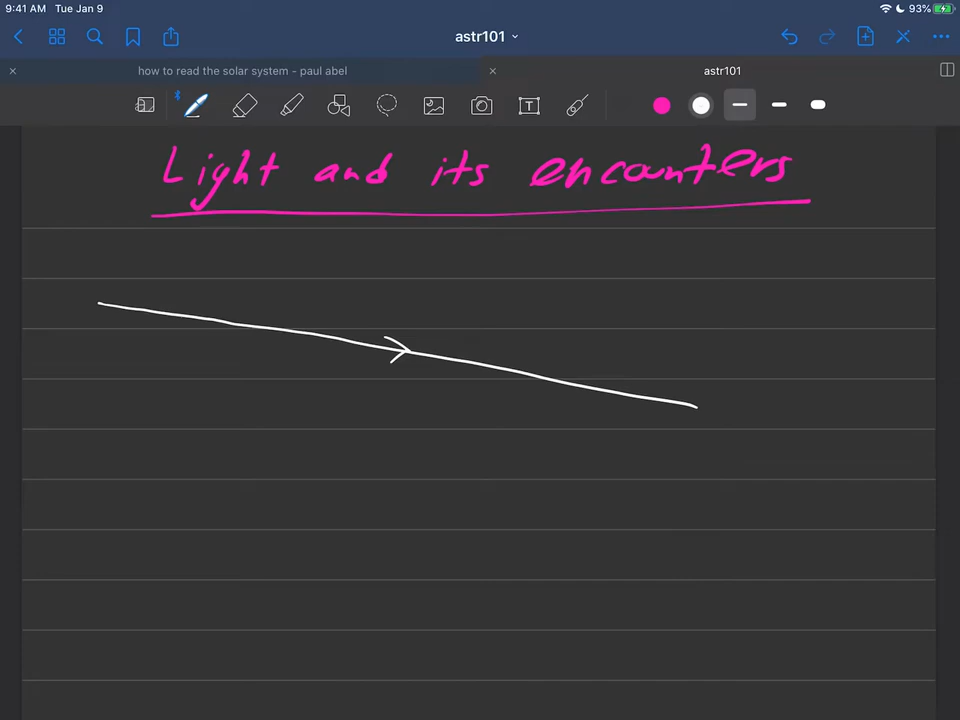 9:41 AM Tue Jan 9
93%
astr101
how to read the solar system - paul abel
astr101
T
Light and its encounters